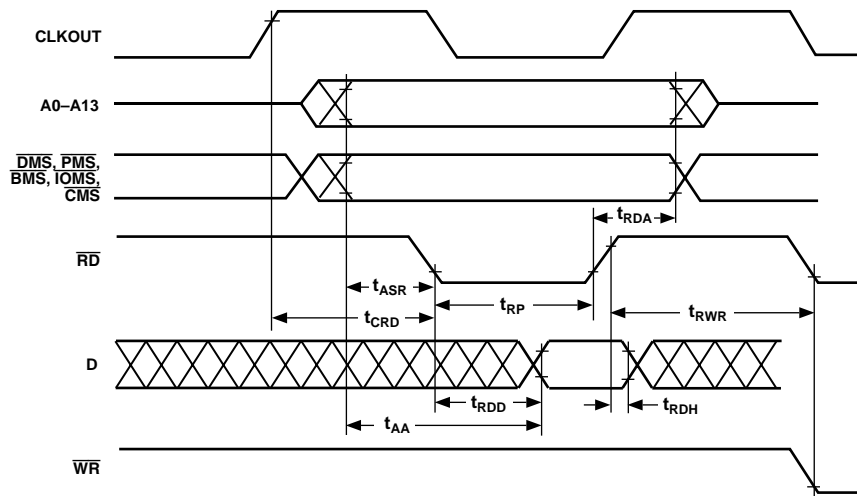 CLKOUT
A0–A13
DMS, PMS,
BMS, IOMS,
CMS
tRDA
RD
tASR
tRP
tCRD
tRWR
D
tRDD
tRDH
tAA
WR